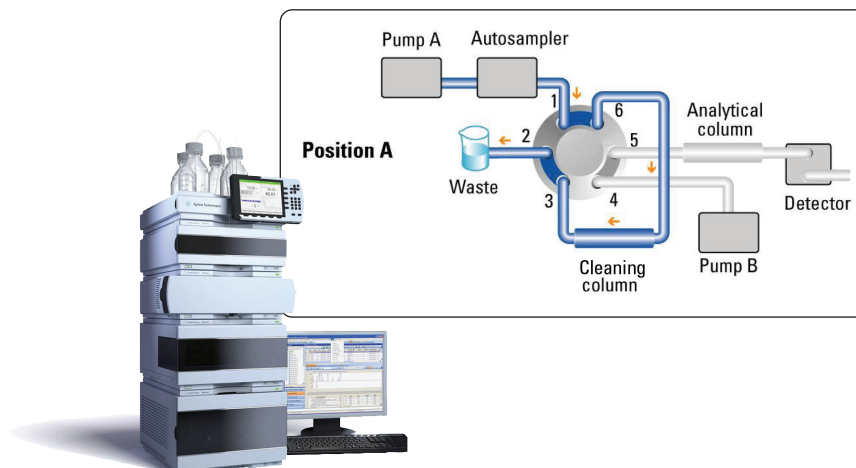 Pump A
Autosampler
1
6
2
5
Analytical
column
Position A
Waste
3
4
Detector
Cleaning
column
Pump B
Agilent Technologies